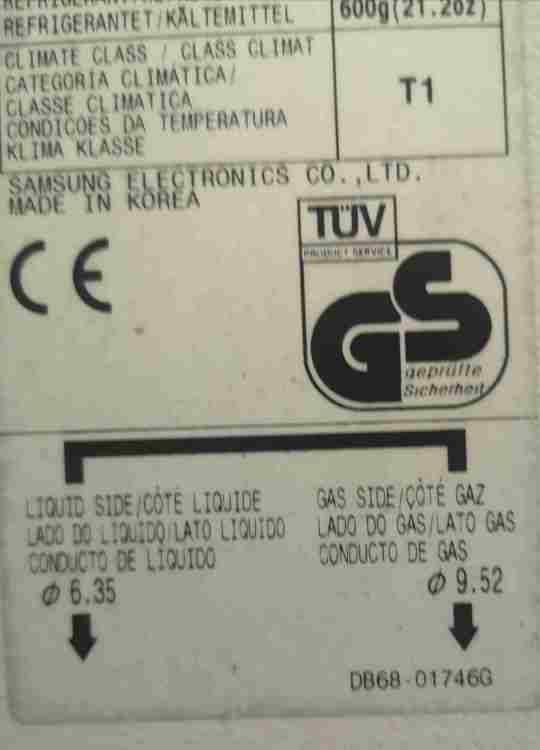 REFRIGERANTET/KÄLTEMITTEL
600g(21.2oz)
CLIMATE CLASS / CLASS CLIMAT
CATEGORIA CLIMÁTICA/
CLASSE CLIMATICA
CONDICOES DA TEMPERATURA
KLIMA KLASSE
T1
SAMSUNG ELECTRONICS CO.,LTD.
MADE IN KOREA
CE
TÜV
PRODUCT SERVICE
GS
geprüfte
Sicherheit
LIQUID SIDE/CÔTÉ LIQUIDE
LADO DO LIQUIDO/LATO LIQUIDO
CONDUCTO DE LÍQUIDO
Ø 6.35
GAS SIDE/CÔTÉ GAZ
LADO DO GAS/LATO GAS
CONDUCTO DE GAS
Ø 9.52
DB68-01746G